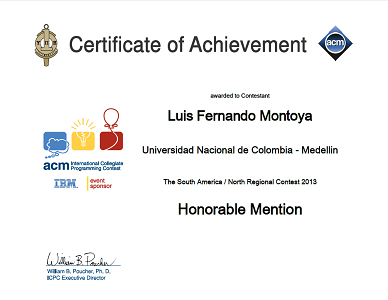 Certificate of Achievement
acm
awarded to Contestant
Luis Fernando Montoya
Universidad Nacional de Colombia - Medellin
acm International Collegiate
Programming Contest
IBM event
sponsor
The South America / North Regional Contest 2013
Honorable Mention
William B. Poucher
William B. Poucher, Ph. D.
ICPC Executive Director